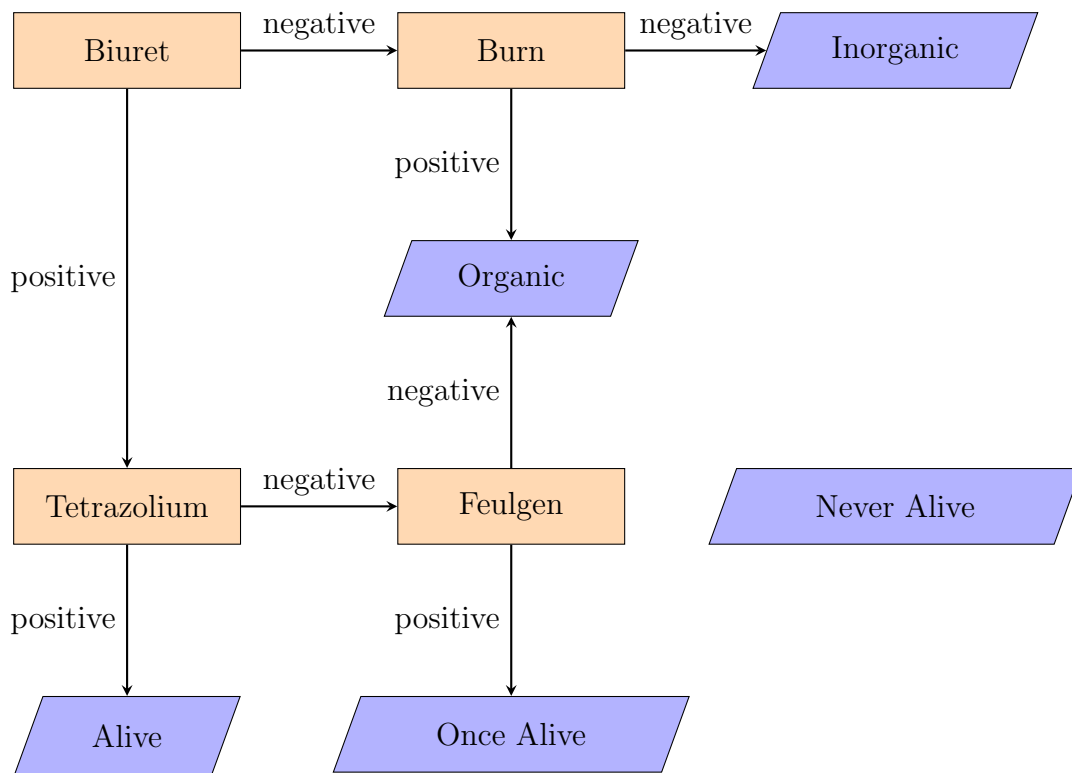 Biuret
negative
Burn
negative
Inorganic
positive
positive
Organic
negative
Tetrazolium
negative
Feulgen
Never Alive
positive
positive
Alive
Once Alive